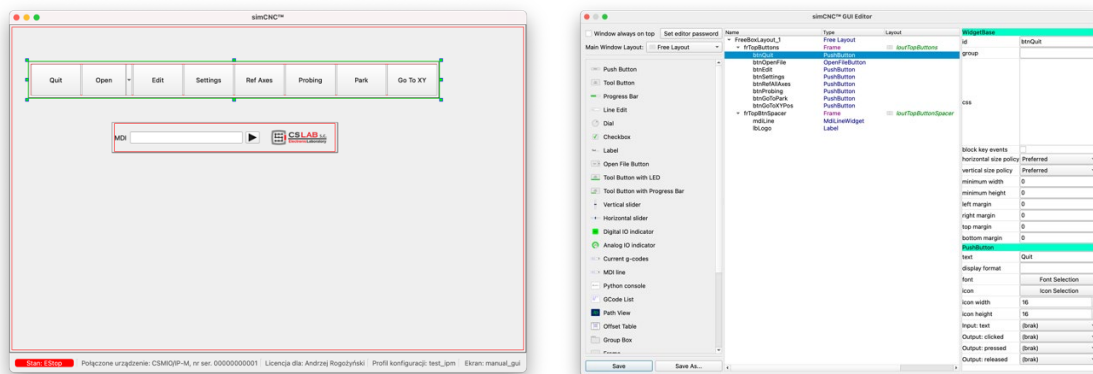 simCNC™
Quit Open Edit Settings Ref Axes Probing Park Go To XY
MDI CSLAB s.c.
ElectronicLaboratory
Stan: EStop Połączone urządzenie: CSMIO/IP-M, nr ser. 00000000001 Licencja dla: Andrzej Rogożyński Profil konfiguracji: test_ipm Ekran: manual_gui
simCNC™ GUI Editor
Window always on top Set editor password
Main Window Layout: Free Layout
Push Button
Tool Button
Progress Bar
Line Edit
Dial
Checkbox
Label
Open File Button
Tool Button with LED
Tool Button with Progress Bar
Vertical slider
Horizontal slider
Digital IO indicator
Analog IO indicator
Current g-codes
MDI line
Python console
GCode List
Path View
Offset Table
Group Box
Frame
Save Save As...
Name Type Layout
FreeBoxLayout_1 Free Layout
frTopButtons Frame loutTopButtons
btnQuit PushButton
btnOpenFile OpenFileButton
btnEdit PushButton
btnSettings PushButton
btnRefAllAxes PushButton
btnProbing PushButton
btnGoToPark PushButton
btnGoToXYPos PushButton
frTopBtnSpacer Frame loutTopButtonSpacer
mdiLine MdiLineWidget
lbLogo Label
WidgetBase
id btnQuit
group
css
block key events
horizontal size policy Preferred
vertical size policy Preferred
minimum width 0
minimum height 0
left margin 0
right margin 0
top margin 0
bottom margin 0
PushButton
text Quit
display format
font Font Selection
icon Icon Selection
icon width 16
icon height 16
Input: text (brak)
Output: clicked (brak)
Output: pressed (brak)
Output: released (brak)